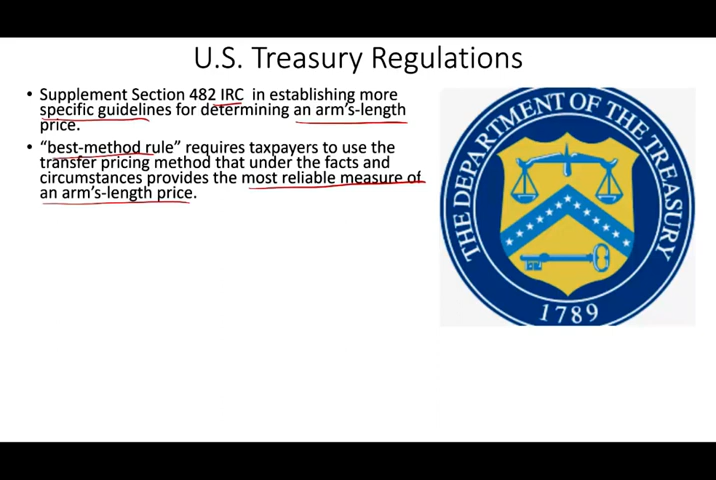 U.S. Treasury Regulations
• Supplement Section 482 IRC in establishing more
specific guidelines for determining an arm's-length
price.
• “best-method rule” requires taxpayers to use the
transfer pricing method that under the facts and
circumstances provides the most reliable measure of
an arm's-length price.
THE DEPARTMENT OF THE TREASURY
1789